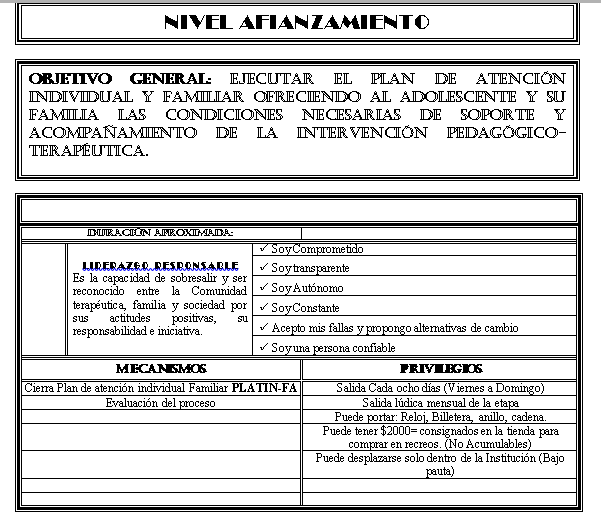 NIVEL AFIANZAMIENTO
OBJETIVO GENERAL: EJECUTAR EL PLAN DE ATENCIÓN
INDIVIDUAL Y FAMILIAR OFRECIENDO AL ADOLESCENTE Y SU
FAMILIA LAS CONDICIONES NECESARIAS DE SOPORTE Y
ACOMPAÑAMIENTO DE LA INTERVENCIÓN PEDAGÓGICO-
TERAPÉUTICA.
DURACIÓN APROXIMADA:
LIDERAZGO RESPONSABLE
Es la capacidad de sobresalir y ser
reconocido entre la Comunidad
terapéutica, familia y sociedad por
sus actitudes positivas, su
responsabilidad e iniciativa.
✓ Soy Comprometido
✓ Soy transparente
✓ Soy Autónomo
✓ Soy Constante
✓ Acepto mis fallas y propongo alternativas de cambio
✓ Soy una persona confiable
MECANISMOS
PRIVILEGIOS
Cierra Plan de atención individual Familiar PLATIN-FA
Salida Cada ocho días (Viernes a Domingo)
Evaluación del proceso
Salida lúdica mensual de la etapa
Puede portar: Reloj, Billetera, anillo, cadena.
Puede tener $2000= consignados en la tienda para
comprar en recreos. (No Acumulables)
Puede desplazarse solo dentro de la Institución (Bajo
pauta)